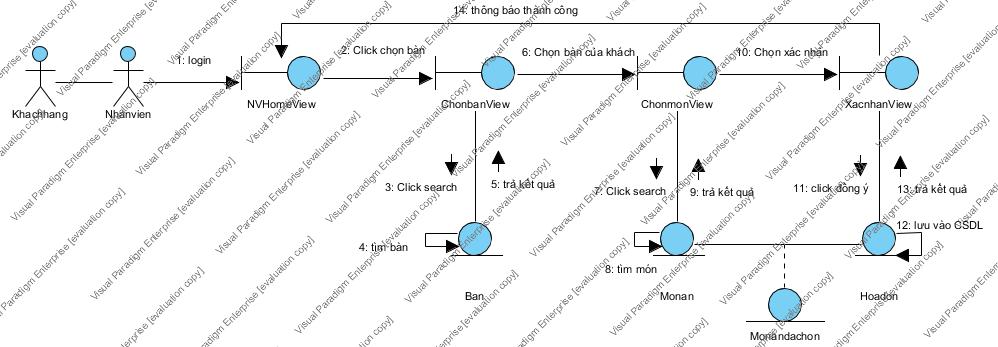 14: thông báo thành công
1: login
2: Click chọn bàn
6: Chọn bàn của khách
10: Chọn xác nhận
Khachhang
Nhanvien
NVHomeView
ChonbanView
ChonmonView
XacnhanView
3: Click search
5: trả kết quả
7: Click search
9: trả kết quả
11: click đồng ý
13: trả kết quả
4: tìm bàn
8: tìm món
12: lưu vào CSDL
Ban
Monan
Hoadon
Monandachon
Visual Paradigm Enterprise [evaluation copy]